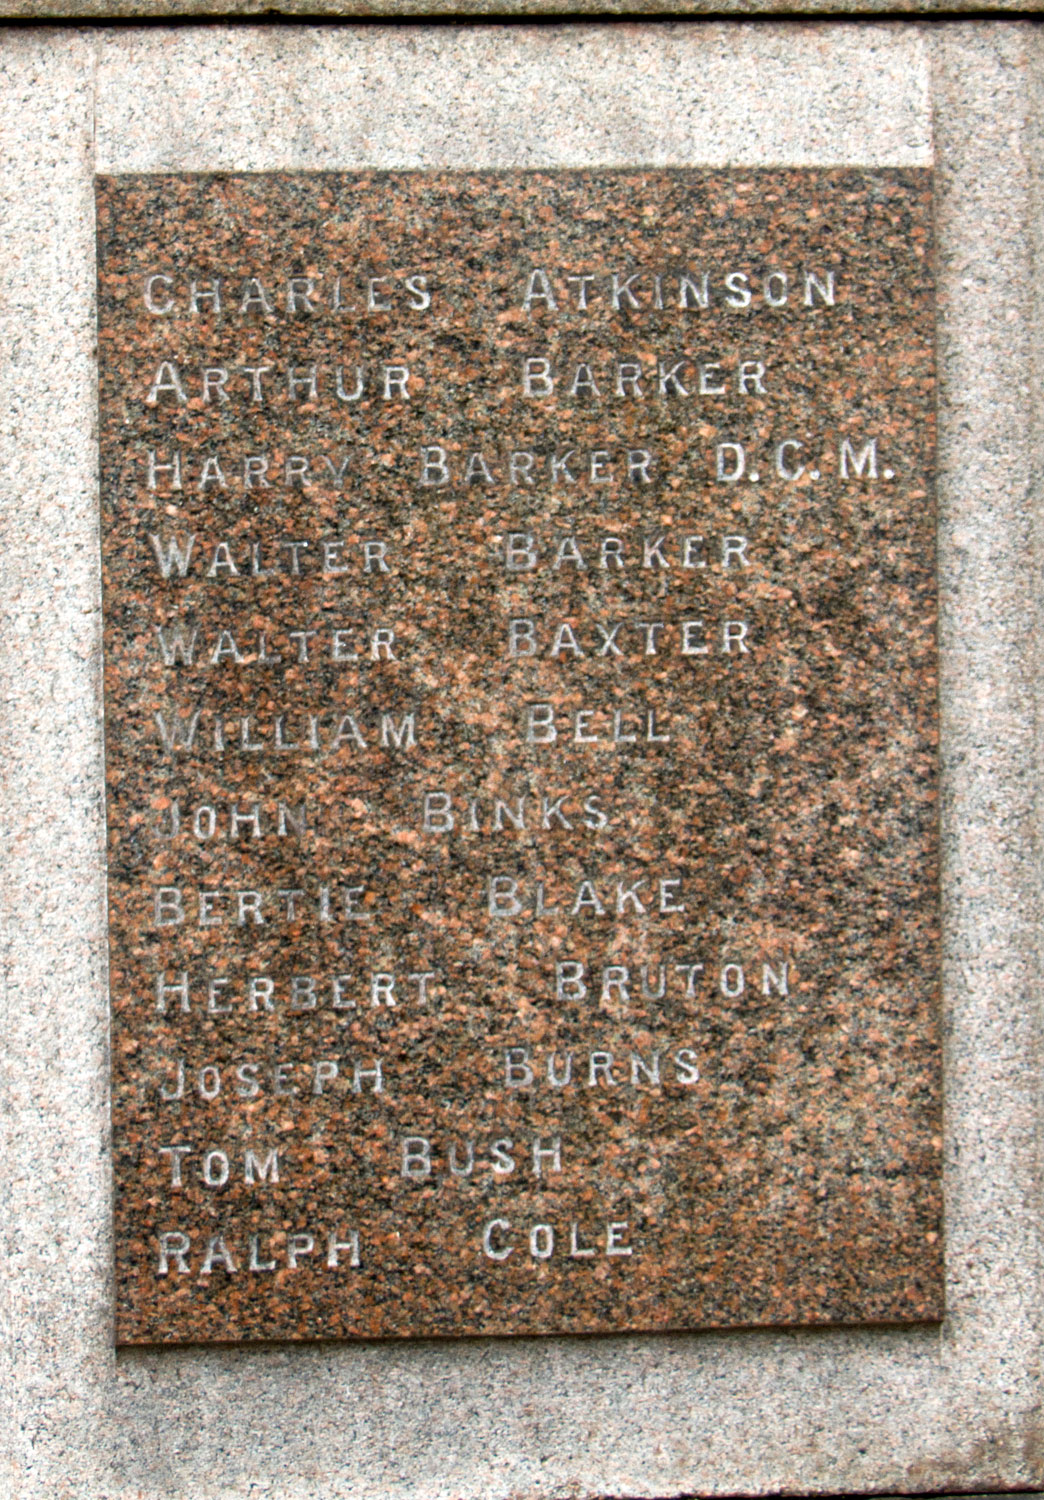 CHARLES ATKINSON
ARTHUR BARKER
HARRY BARKER D.C.M.
WALTER BARKER
WALTER BAXTER
WILLIAM BELL
JOHN BINKS
BERTIE BLAKE
HERBERT BRUTON
JOSEPH BURNS
TOM BUSH
RALPH COLE